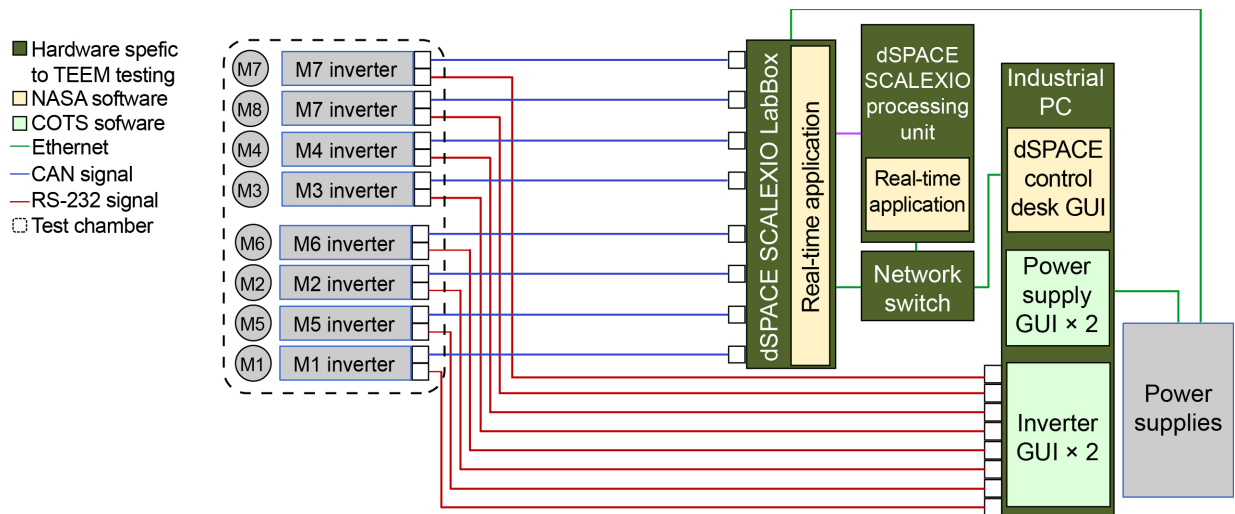 Hardware spefic
to TEEM testing
NASA software
COTS sofware
Ethernet
CAN signal
RS-232 signal
Test chamber
M7
M7 inverter
M8
M7 inverter
M4
M4 inverter
M3
M3 inverter
M6
M6 inverter
M2
M2 inverter
M5
M5 inverter
M1
M1 inverter
dSPACE SCALEXIO LabBox
Real-time application
dSPACE
SCALEXIO
processing
unit
Real-time
application
Network
switch
Industrial
PC
dSPACE
control
desk GUI
Power
supply
GUI × 2
Inverter
GUI × 2
Power
supplies